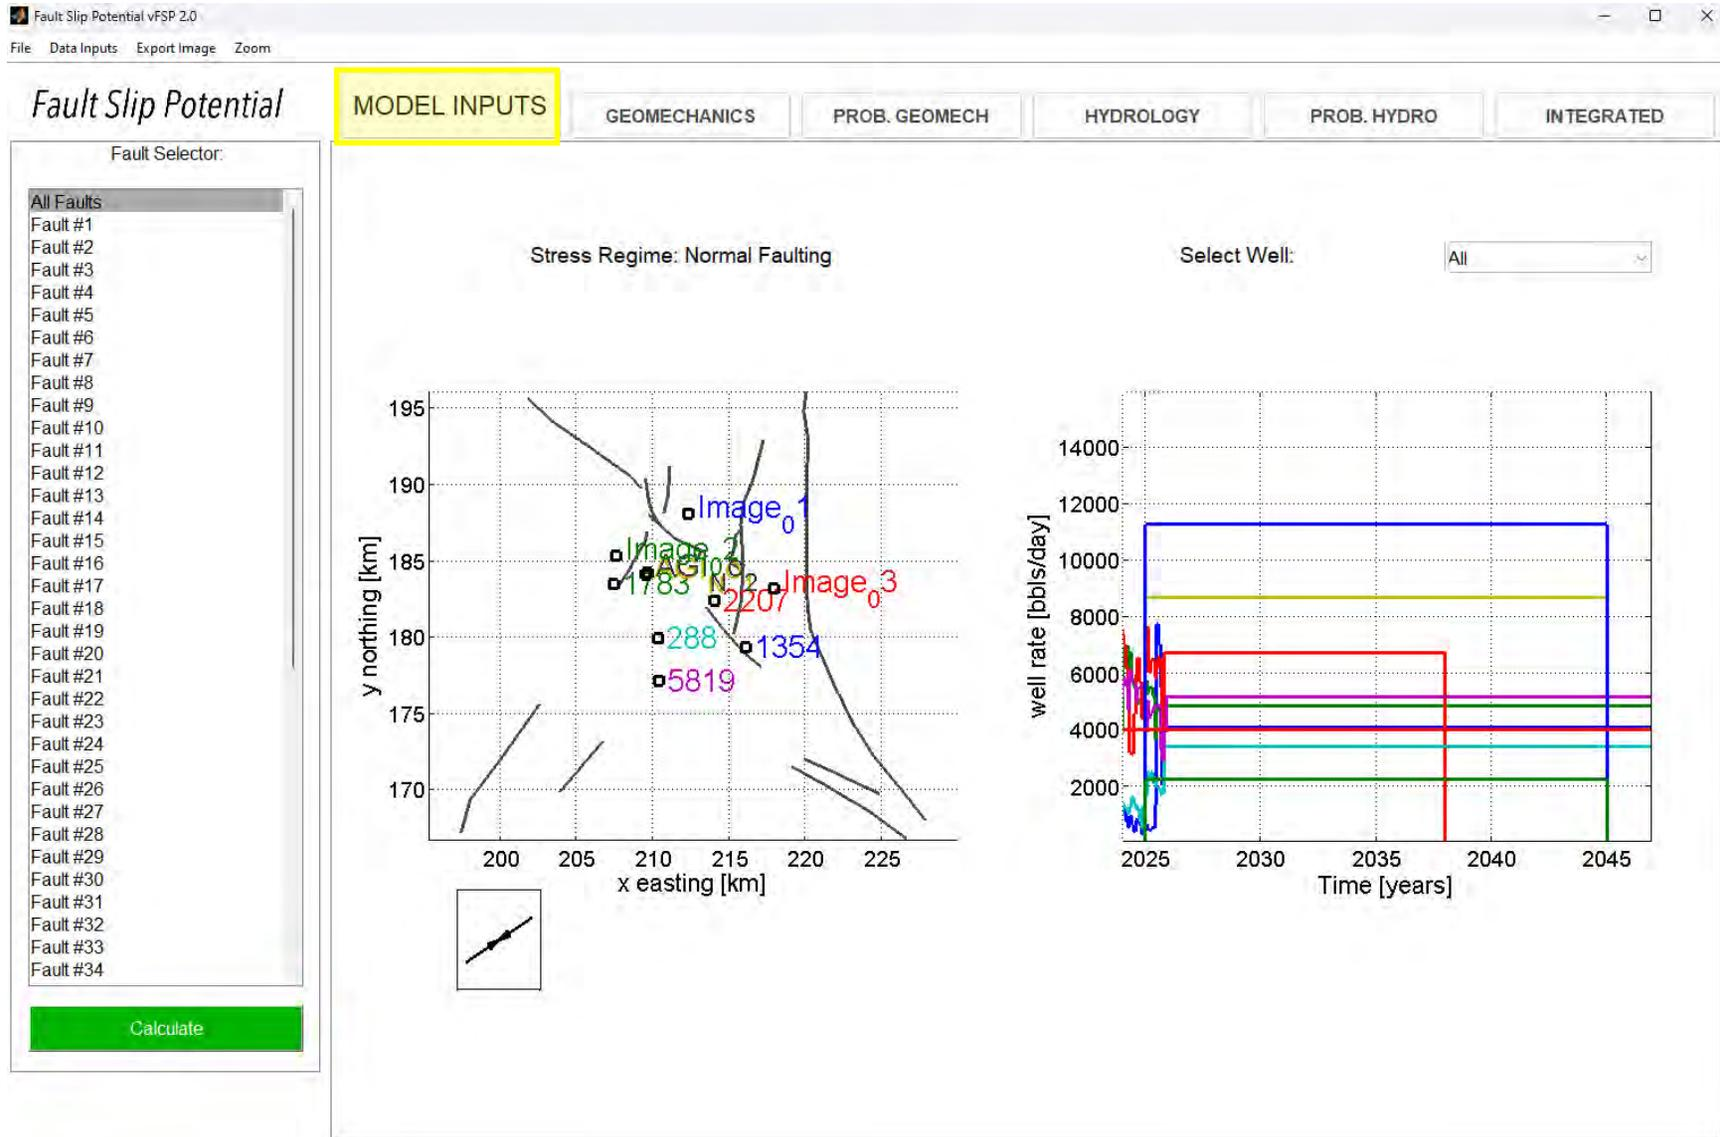 Fault Slip Potential vFSP 2.0
File Data Inputs Export Image Zoom
Fault Slip Potential
MODEL INPUTS GEOMECHANICS PROB. GEOMECH HYDROLOGY PROB. HYDRO INTEGRATED
Fault Selector:
All Faults
Fault #1
Fault #2
Fault #3
Fault #4
Fault #5
Fault #6
Fault #7
Fault #8
Fault #9
Fault #10
Fault #11
Fault #12
Fault #13
Fault #14
Fault #15
Fault #16
Fault #17
Fault #18
Fault #19
Fault #20
Fault #21
Fault #22
Fault #23
Fault #24
Fault #25
Fault #26
Fault #27
Fault #28
Fault #29
Fault #30
Fault #31
Fault #32
Fault #33
Fault #34
Calculate
Stress Regime: Normal Faulting
Select Well: All
195
190
185
180
175
170
y northing [km]
Image_01
Image_2
AGI
1783
2207
Image_03
288
1354
5819
200 205 210 215 220 225
x easting [km]
14000
12000
10000
8000
6000
4000
2000
well rate [bbls/day]
2025 2030 2035 2040 2045
Time [years]